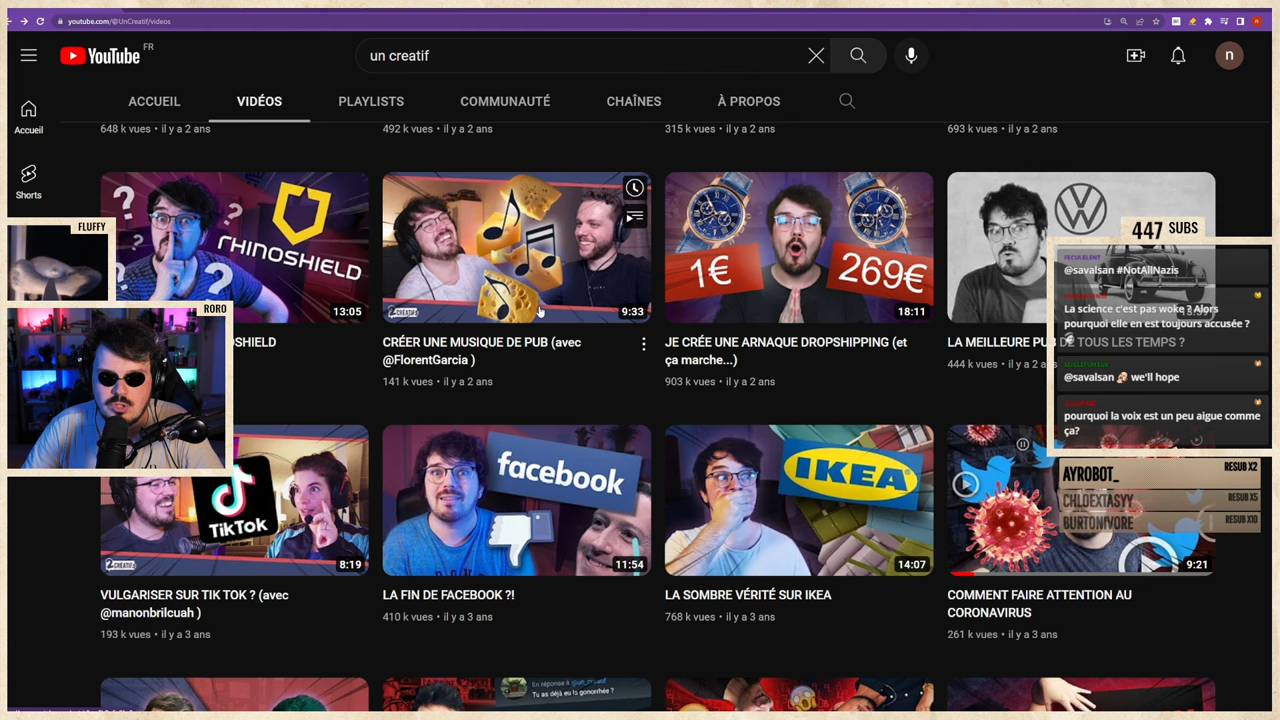 youtube.com/@UnCreatif/videos
YouTube FR
un creatif
n
ACCUEIL
VIDÉOS
PLAYLISTS
COMMUNAUTÉ
CHAÎNES
À PROPOS
Accueil
Shorts
648 k vues • il y a 2 ans
492 k vues • il y a 2 ans
315 k vues • il y a 2 ans
693 k vues • il y a 2 ans
RHINOSHIELD
13:05
2CREATIFS
9:33
1€
269€
18:11
HINOSHIELD
CRÉER UNE MUSIQUE DE PUB (avec
@FlorentGarcia )
141 k vues • il y a 2 ans
JE CRÉE UNE ARNAQUE DROPSHIPPING (et
ça marche...)
903 k vues • il y a 2 ans
LA MEILLEURE PUB DE TOUS LES TEMPS ?
444 k vues • il y a 2 ans
FLUFFY
RORO
447 SUBS
@savalsan #NotAllNazis
La science c'est pas woke ? Alors
pourquoi elle en est toujours accusée ?
@savalsan we'll hope
pourquoi la voix est un peu aigue comme
ça?
AYROBOT_ RESUB X2
CHLOEXTASYY RESUB X5
BURTONIVORE RESUB X10
TikTok
2CREATIFS
8:19
facebook
11:54
IKEA
14:07
9:21
VULGARISER SUR TIK TOK ? (avec
@manonbrilcuah )
193 k vues • il y a 3 ans
LA FIN DE FACEBOOK ?!
410 k vues • il y a 3 ans
LA SOMBRE VÉRITÉ SUR IKEA
768 k vues • il y a 3 ans
COMMENT FAIRE ATTENTION AU
CORONAVIRUS
261 k vues • il y a 3 ans
En réponse à @un_creatif
Tu as déjà eu la gonorrhée ?